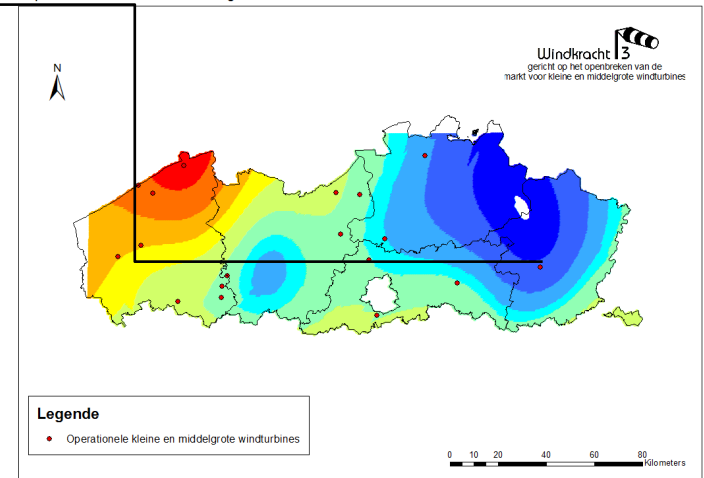 N
Windkracht 13
gericht op het openbreken van de
markt voor kleine en middelgrote windturbines
Legende
Operationele kleine en middelgrote windturbines
0 10 20 40 60 80
Kilometers